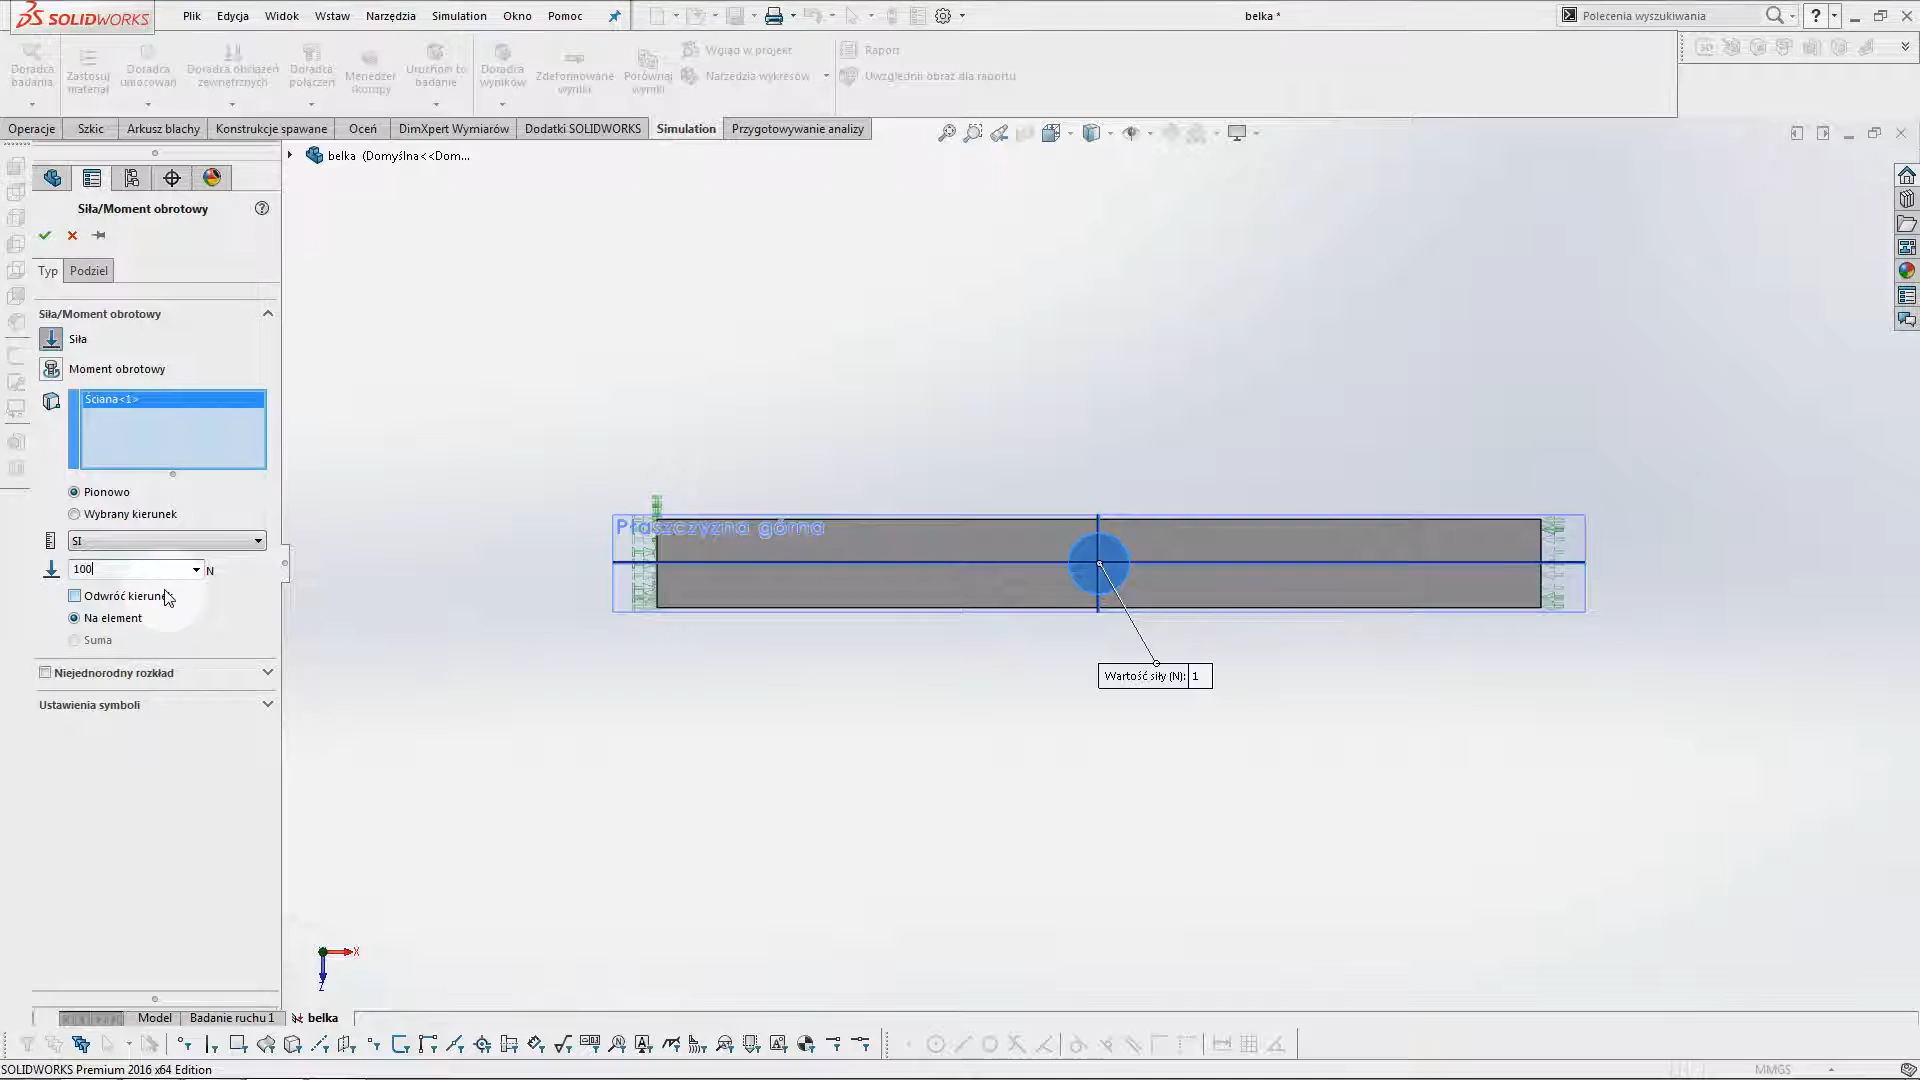 SOLIDWORKS
Plik Edycja Widok Wstaw Narzędzia Simulation Okno Pomoc
belka *
Polecenia wyszukiwania
Doradca badania
Zastosuj materiał
Doradca umocowań
Doradca obciążeń zewnętrznych
Doradca połączeń
Menedżer skorupy
Uruchom to badanie
Doradca wyników
Zdeformowane wyniki
Porównaj wyniki
Wgląd w projekt
Narzędzia wykresów
Raport
Uwzględnij obraz dla raportu
Operacje Szkic Arkusz blachy Konstrukcje spawane Oceń DimXpert Wymiarów Dodatki SOLIDWORKS Simulation Przygotowywanie analizy
belka (Domyślna<<Dom...
Siła/Moment obrotowy
Typ Podziel
Siła/Moment obrotowy
Siła
Moment obrotowy
Ściana<1>
Pionowo
Wybrany kierunek
SI
100 N
Odwróć kierunek
Na element
Suma
Niejednorodny rozkład
Ustawienia symboli
Płaszczyzna górna
Wartość siły (N): 1
X
Z
Model Badanie ruchu 1 belka
SOLIDWORKS Premium 2016 x64 Edition
MMGS